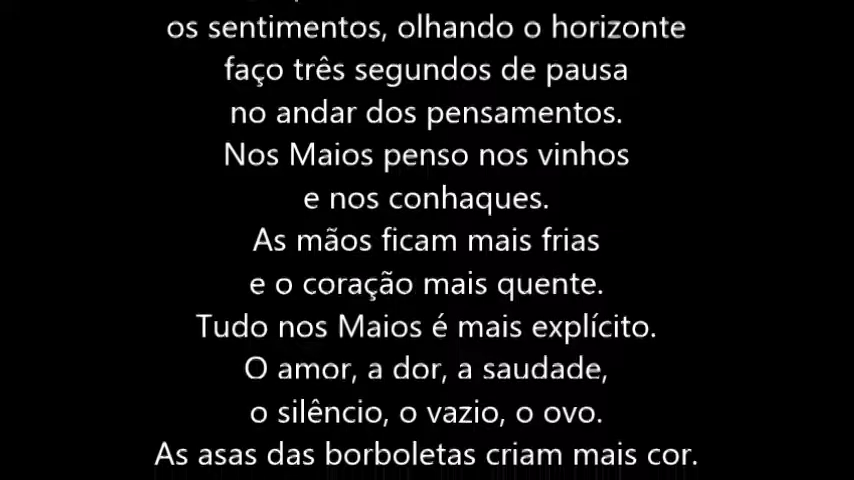 os sentimentos, olhando o horizonte
faço três segundos de pausa
no andar dos pensamentos.
Nos Maios penso nos vinhos
e nos conhaques.
As mãos ficam mais frias
e o coração mais quente.
Tudo nos Maios é mais explícito.
O amor, a dor, a saudade,
o silêncio, o vazio, o ovo.
As asas das borboletas criam mais cor.